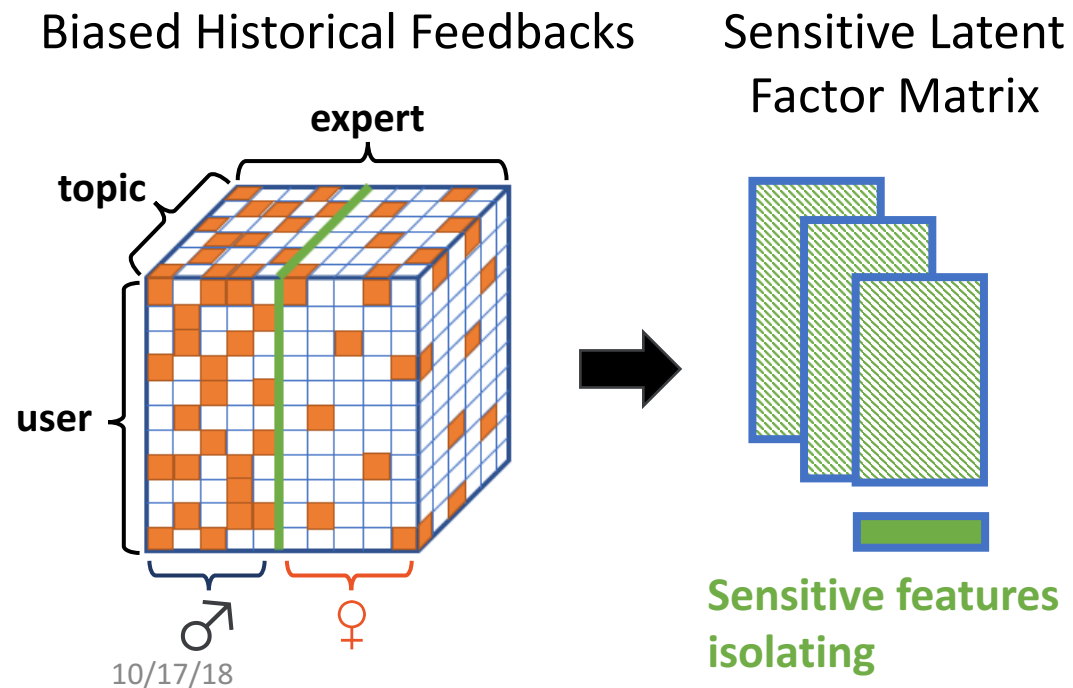 Biased Historical Feedbacks
Sensitive Latent
Factor Matrix
expert
topic
user
♂
♀
Sensitive features
isolating
10/17/18